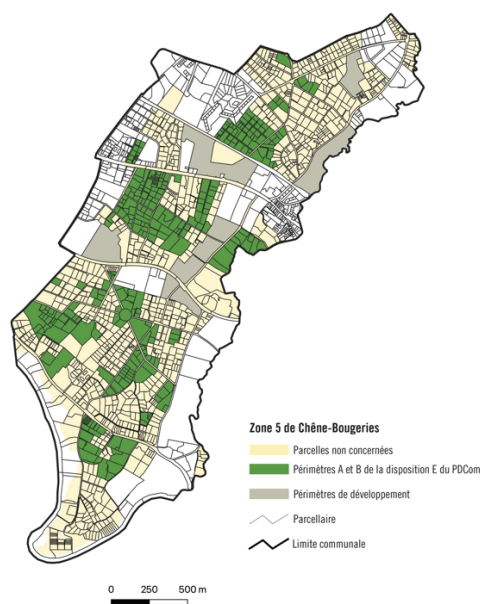 Zone 5 de Chêne-Bougeries
Parcelles non concernées
Périmètres A et B de la disposition E du PDCom
Périmètres de développement
Parcellaire
Limite communale
0 250 500 m